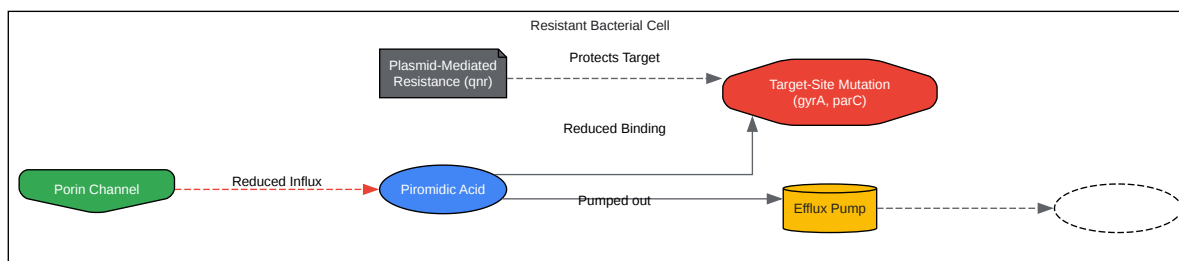 Resistant Bacterial Cell
Plasmid-Mediated
Resistance (qnr)
Protects Target
Target-Site Mutation
(gyrA, parC)
Reduced Binding
Porin Channel
Reduced Influx
Piromidic Acid
Pumped out
Efflux Pump